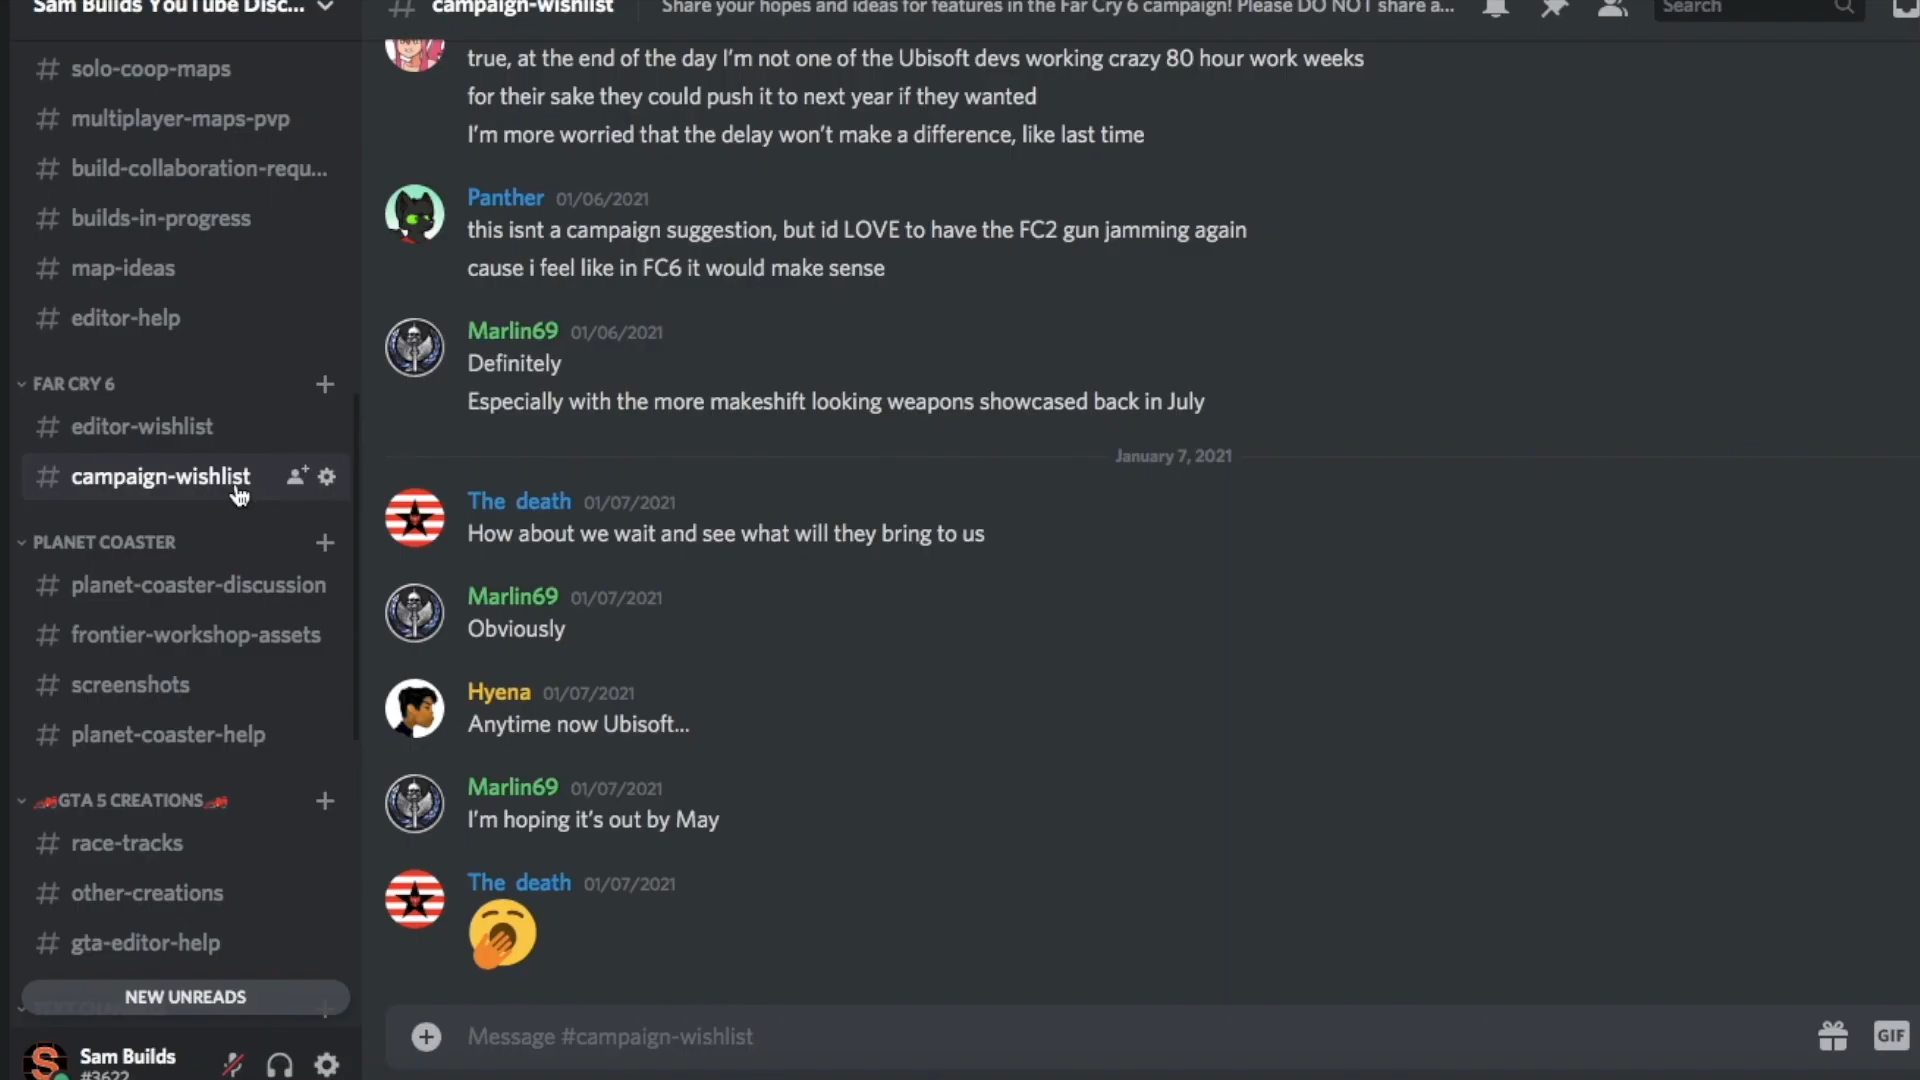 Sam Builds YouTube Disc...
# solo-coop-maps
# multiplayer-maps-pvp
# build-collaboration-requ...
# builds-in-progress
# map-ideas
# editor-help
FAR CRY 6
# editor-wishlist
# campaign-wishlist
PLANET COASTER
# planet-coaster-discussion
# frontier-workshop-assets
# screenshots
# planet-coaster-help
GTA 5 CREATIONS
# race-tracks
# other-creations
# gta-editor-help
NEW UNREADS
Sam Builds
#3622
# campaign-wishlist
Share your hopes and ideas for features in the Far Cry 6 campaign! Please DO NOT share a...
Search
true, at the end of the day I'm not one of the Ubisoft devs working crazy 80 hour work weeks
for their sake they could push it to next year if they wanted
I'm more worried that the delay won't make a difference, like last time
Panther 01/06/2021
this isnt a campaign suggestion, but id LOVE to have the FC2 gun jamming again
cause i feel like in FC6 it would make sense
Marlin69 01/06/2021
Definitely
Especially with the more makeshift looking weapons showcased back in July
January 7, 2021
The death 01/07/2021
How about we wait and see what will they bring to us
Marlin69 01/07/2021
Obviously
Hyena 01/07/2021
Anytime now Ubisoft...
Marlin69 01/07/2021
I'm hoping it's out by May
The death 01/07/2021
Message #campaign-wishlist
GIF